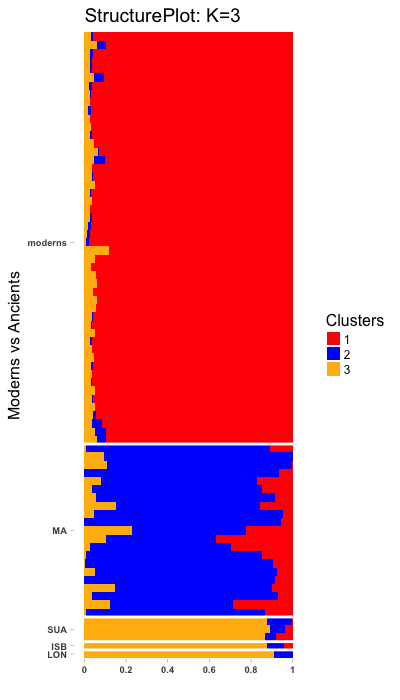 StructurePlot: K=3
Moderns vs Ancients
moderns
MA
SUA
ISB
LON
0 0.2 0.4 0.6 0.8 1
Clusters
1
2
3